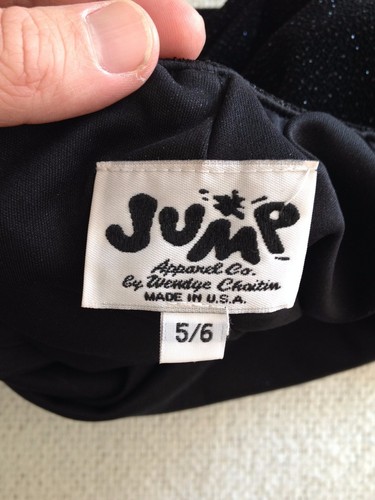 JUMP
Apparel Co.
by Wendye Chaitin
MADE IN U.S.A.
5/6